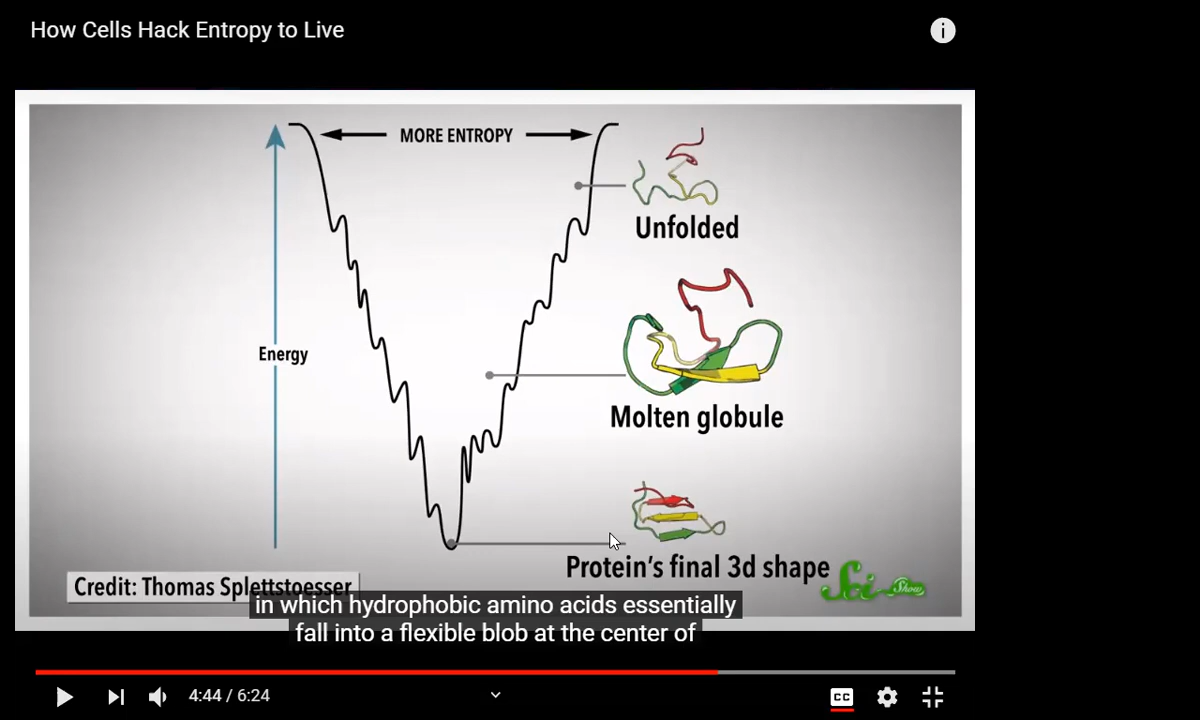 How Cells Hack Entropy to Live
MORE ENTROPY
Unfolded
Energy
Molten globule
Protein's final 3d shape
Sci Show
Credit: Thomas Splettstoesser
in which hydrophobic amino acids essentially
fall into a flexible blob at the center of
4:44 / 6:24
CC